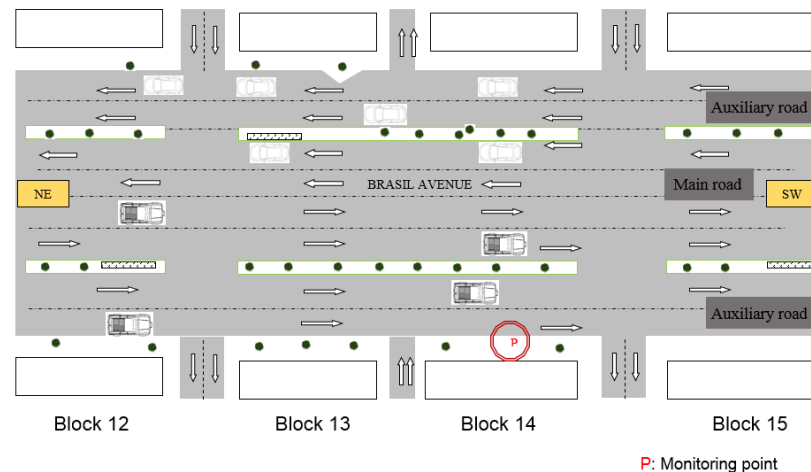 Auxiliary road
NE
BRASIL AVENUE
Main road
SW
Auxiliary road
P
Block 12
Block 13
Block 14
Block 15
P: Monitoring point